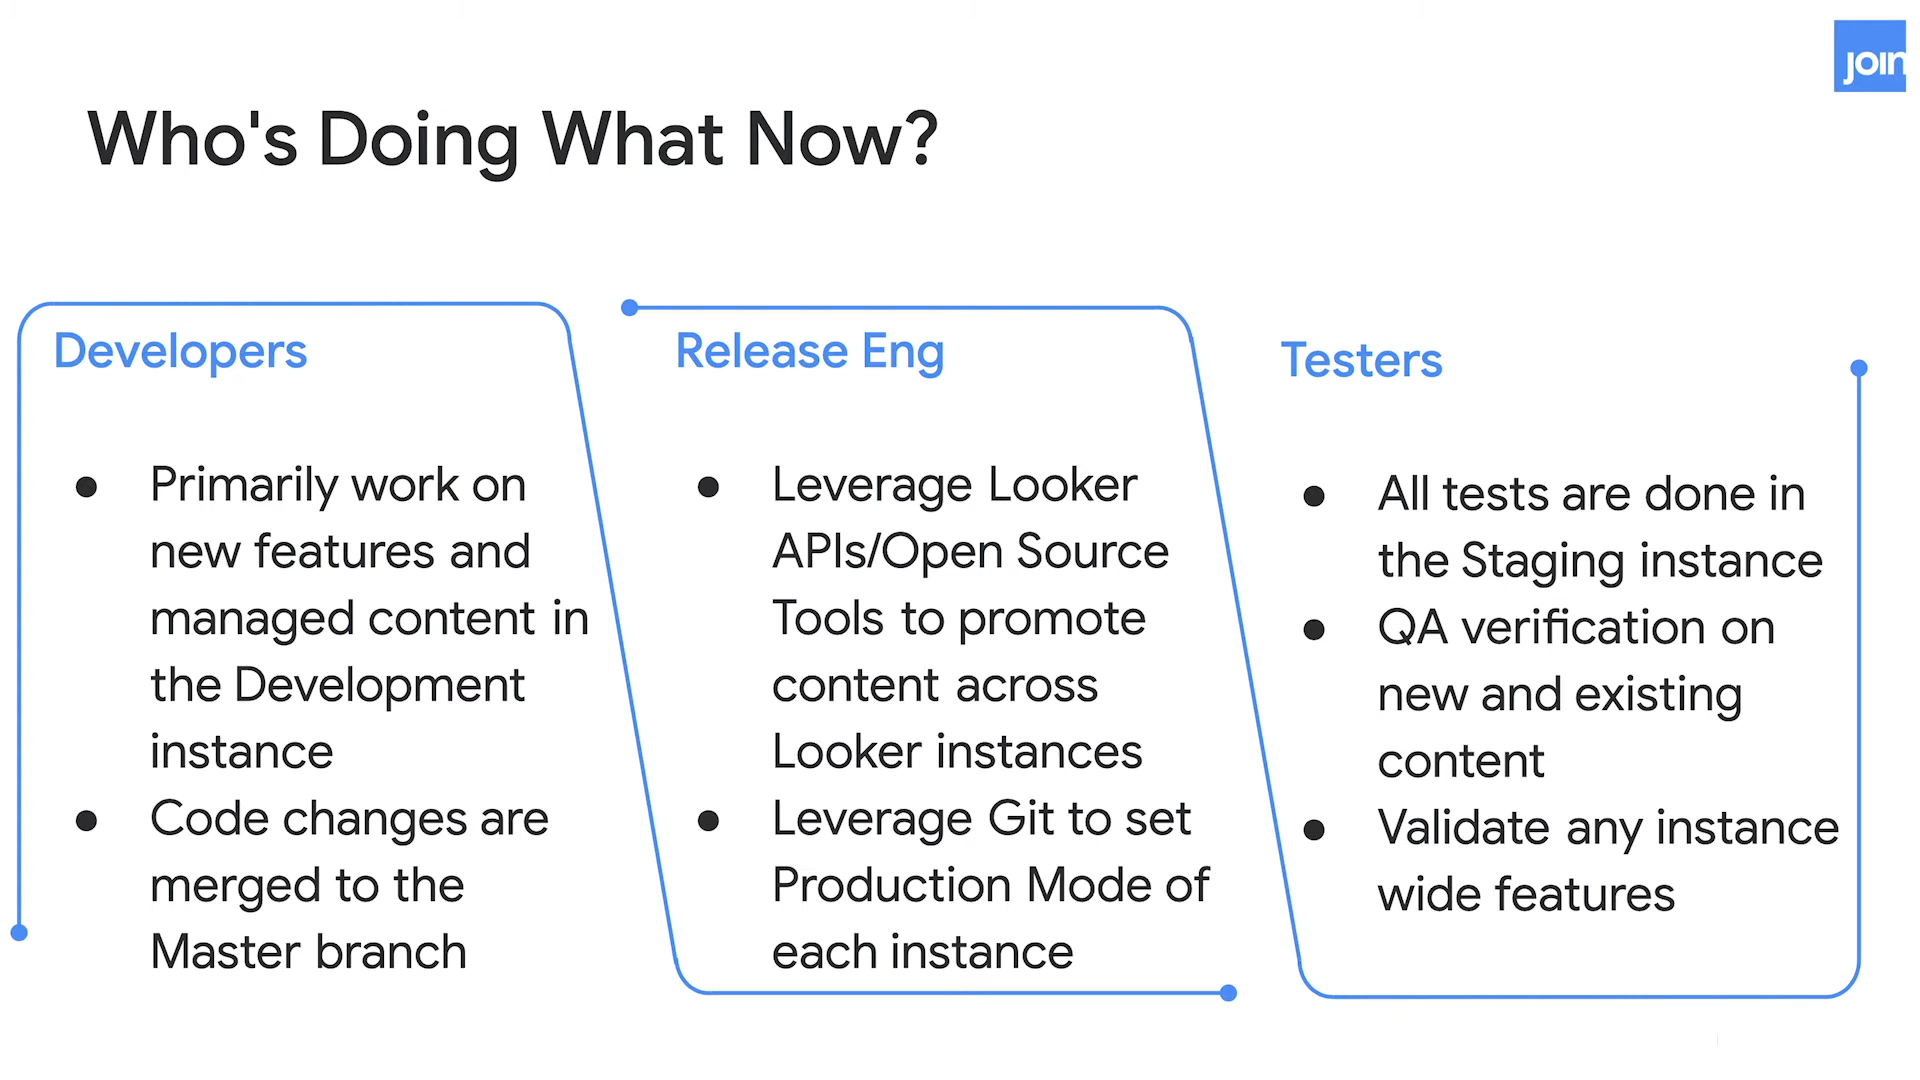 join
Who's Doing What Now?
Developers
● Primarily work on
new features and
managed content in
the Development
instance
● Code changes are
merged to the
Master branch
Release Eng
● Leverage Looker
APIs/Open Source
Tools to promote
content across
Looker instances
● Leverage Git to set
Production Mode of
each instance
Testers
● All tests are done in
the Staging instance
● QA verification on
new and existing
content
● Validate any instance
wide features